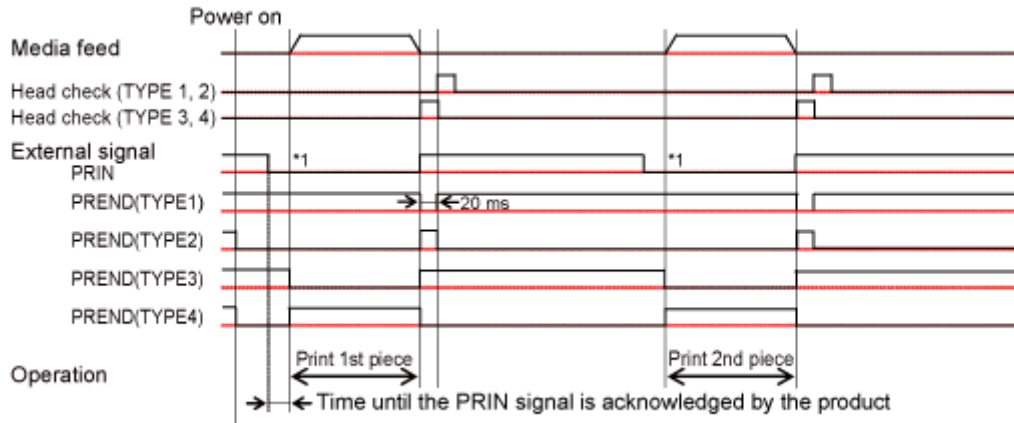 Power on
Media feed
Head check (TYPE 1, 2)
Head check (TYPE 3, 4)
External signal
PRIN
*1
*1
PREND(TYPE1)
20 ms
PREND(TYPE2)
PREND(TYPE3)
PREND(TYPE4)
Print 1st piece
Print 2nd piece
Operation
Time until the PRIN signal is acknowledged by the product